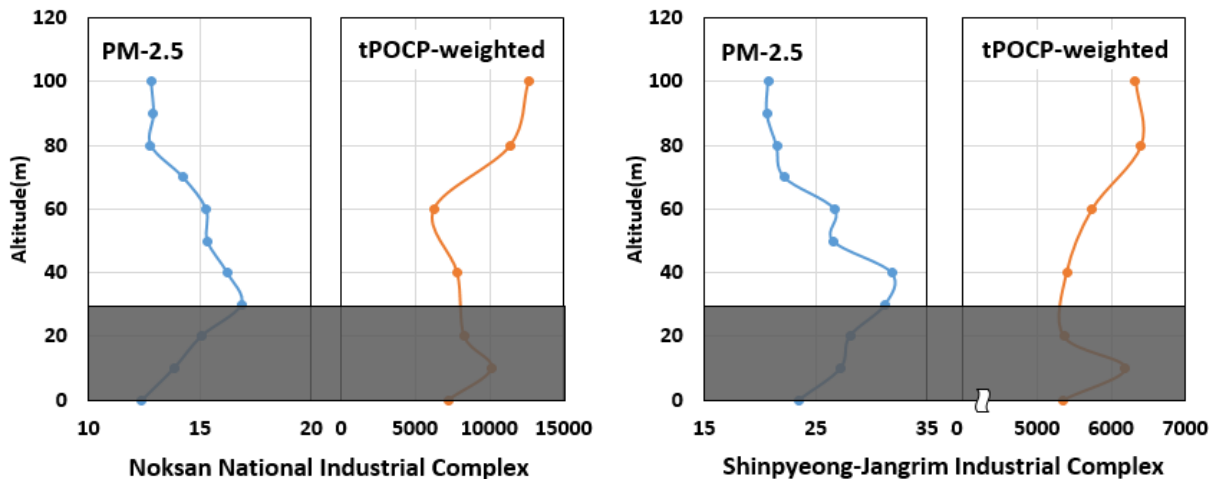 120
100
80
60
40
20
0
Altitude(m)
PM-2.5
tPOCP-weighted
10 15 20 0 5000 10000 15000
Noksan National Industrial Complex
120
100
80
60
40
20
0
Altitude(m)
PM-2.5
tPOCP-weighted
15 25 35 0 5000 6000 7000
Shinpyeong-Jangrim Industrial Complex